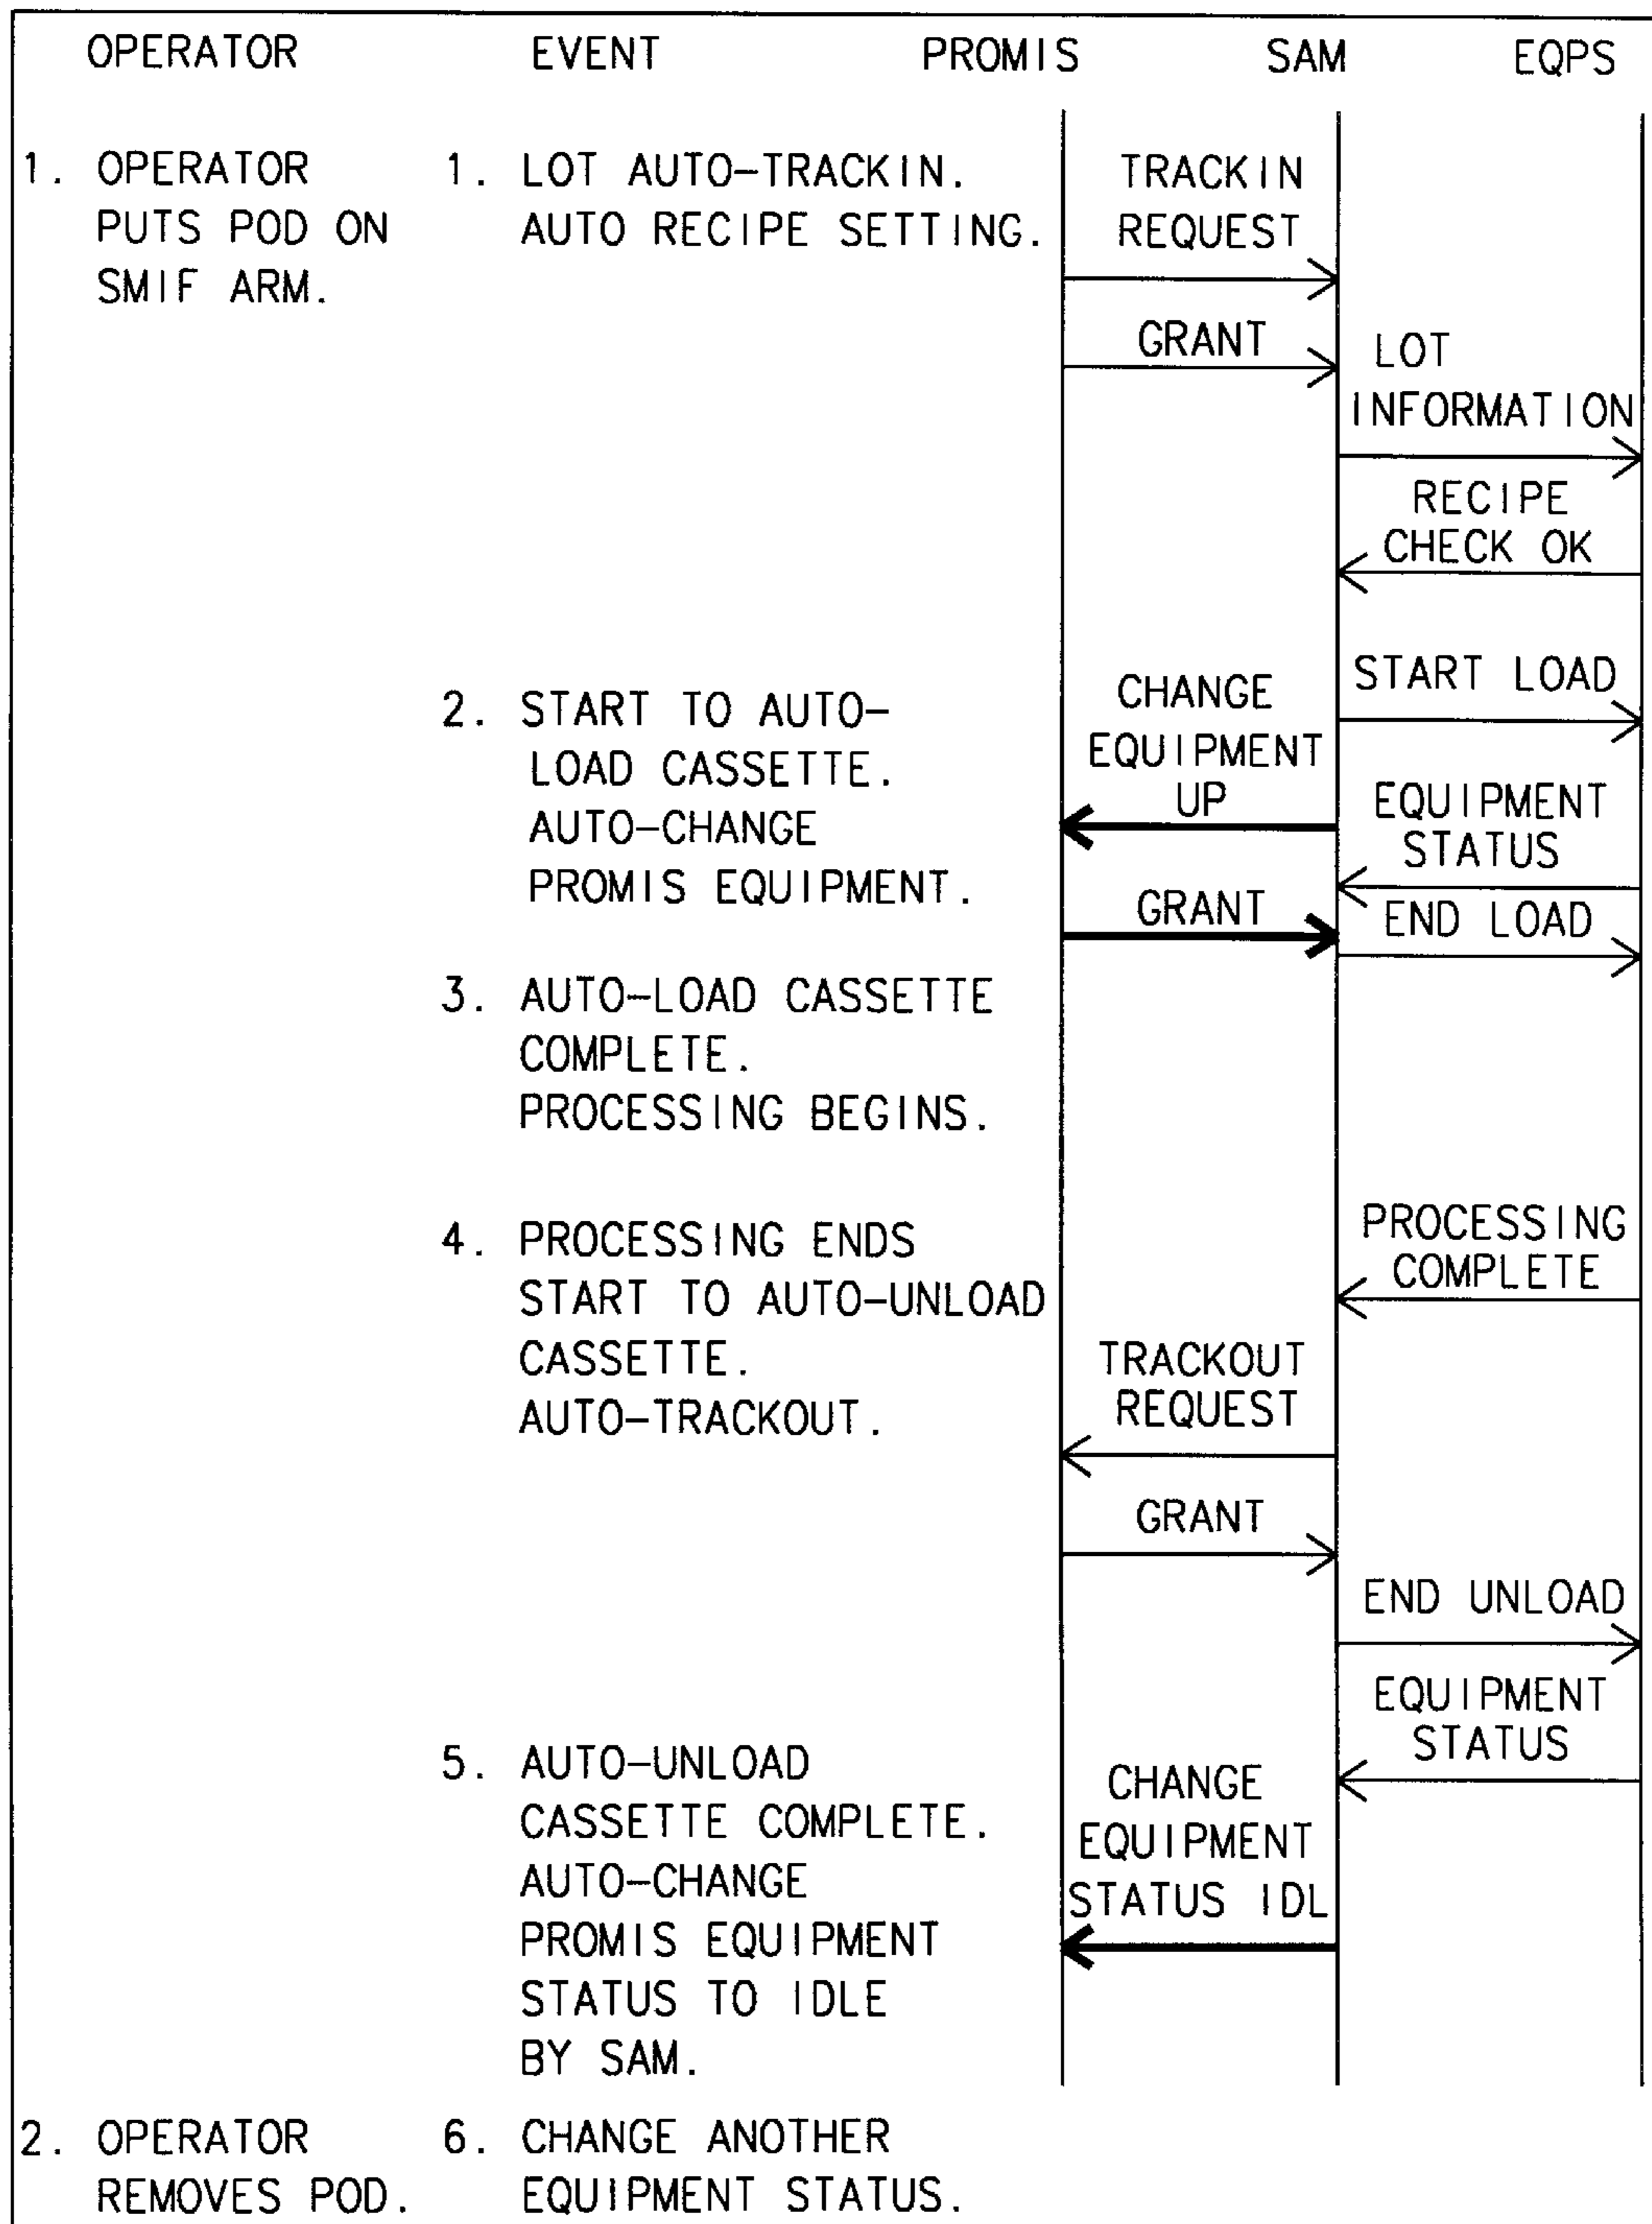 OPERATOR EVENT PROMIS SAM EQPS
1. OPERATOR
PUTS POD ON
SMIF ARM.
1. LOT AUTO-TRACKIN.
AUTO RECIPE SETTING.
TRACKIN
REQUEST
GRANT
LOT
INFORMATION
RECIPE
CHECK OK
2. START TO AUTO-
LOAD CASSETTE.
AUTO-CHANGE
PROMIS EQUIPMENT.
CHANGE
EQUIPMENT
UP
START LOAD
EQUIPMENT
STATUS
GRANT
END LOAD
3. AUTO-LOAD CASSETTE
COMPLETE.
PROCESSING BEGINS.
4. PROCESSING ENDS
START TO AUTO-UNLOAD
CASSETTE.
AUTO-TRACKOUT.
PROCESSING
COMPLETE
TRACKOUT
REQUEST
GRANT
END UNLOAD
EQUIPMENT
STATUS
5. AUTO-UNLOAD
CASSETTE COMPLETE.
AUTO-CHANGE
PROMIS EQUIPMENT
STATUS TO IDLE
BY SAM.
CHANGE
EQUIPMENT
STATUS IDL
2. OPERATOR
REMOVES POD.
6. CHANGE ANOTHER
EQUIPMENT STATUS.